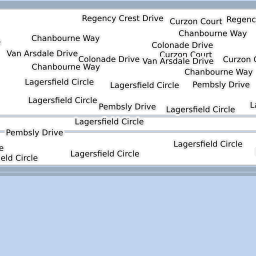 Regency Crest Drive
Curzon Court
Regenc
Chanbourne Way
Chanbourne Way
Colonade Drive
Van Arsdale Drive
Curzon Court
Colonade Drive
Van Arsdale Drive
Curzon C
Chanbourne Way
Chanbourne Way
Lagersfield Circle
Lagersfield Circle
Pembsly Drive
Lagersfield Circle
Pembsly Drive
Lagersfield Circle
La
Lagersfield Circle
Pembsly Drive
Lagersfield Circle
e
eld Circle
Lagersfield Circle